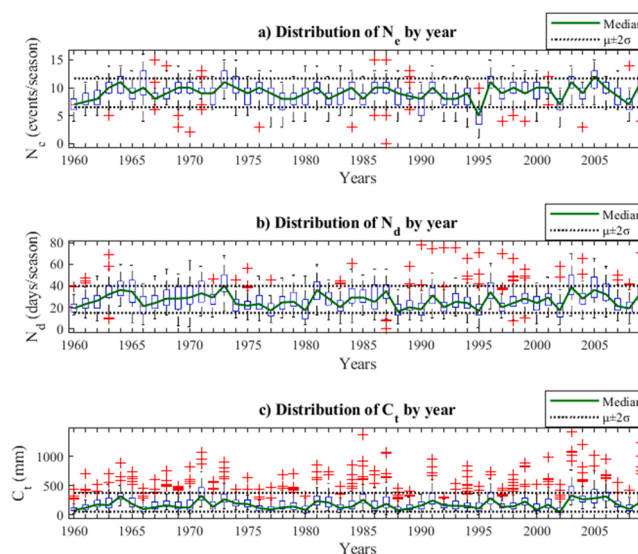 a) Distribution of N_e by year
Median
μ±2σ
N_e (events/season)
15
10
5
0
1960 1965 1970 1975 1980 1985 1990 1995 2000 2005
Years
b) Distribution of N_d by year
Median
μ±2σ
N_d (days/season)
80
60
40
20
0
1960 1965 1970 1975 1980 1985 1990 1995 2000 2005
Years
c) Distribution of C_t by year
Median
μ±2σ
C_t (mm)
1000
500
0
1960 1965 1970 1975 1980 1985 1990 1995 2000 2005
Years